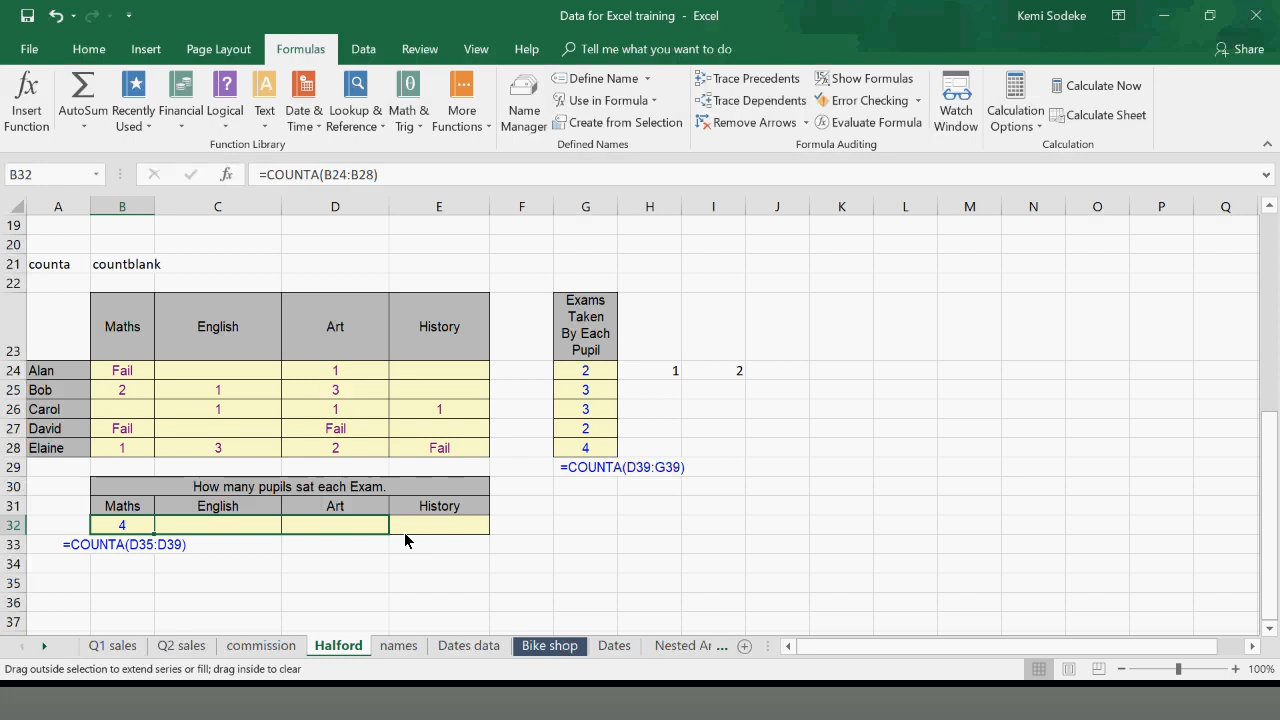 Data for Excel training - Excel
Kemi Sodeke
File Home Insert Page Layout Formulas Data Review View Help Tell me what you want to do Share
Insert Function
AutoSum
Recently Used
Financial
Logical
Text
Date & Time
Lookup & Reference
Math & Trig
More Functions
Function Library
Name Manager
Define Name
Use in Formula
Create from Selection
Defined Names
Trace Precedents
Trace Dependents
Remove Arrows
Show Formulas
Error Checking
Evaluate Formula
Formula Auditing
Watch Window
Calculation Options
Calculate Now
Calculate Sheet
Calculation
B32 fx =COUNTA(B24:B28)
A B C D E F G H I J K L M N O P Q
19
20
21 counta countblank
22
23 Maths English Art History Exams Taken By Each Pupil
24 Alan Fail 1 2 1 2
25 Bob 2 1 3 3
26 Carol 1 1 1 3
27 David Fail Fail 2
28 Elaine 1 3 2 Fail 4
29 =COUNTA(D39:G39)
30 How many pupils sat each Exam.
31 Maths English Art History
32 4
33 =COUNTA(D35:D39)
34
35
36
37
Q1 sales Q2 sales commission Halford names Dates data Bike shop Dates Nested Ar ...
Drag outside selection to extend series or fill; drag inside to clear
100%